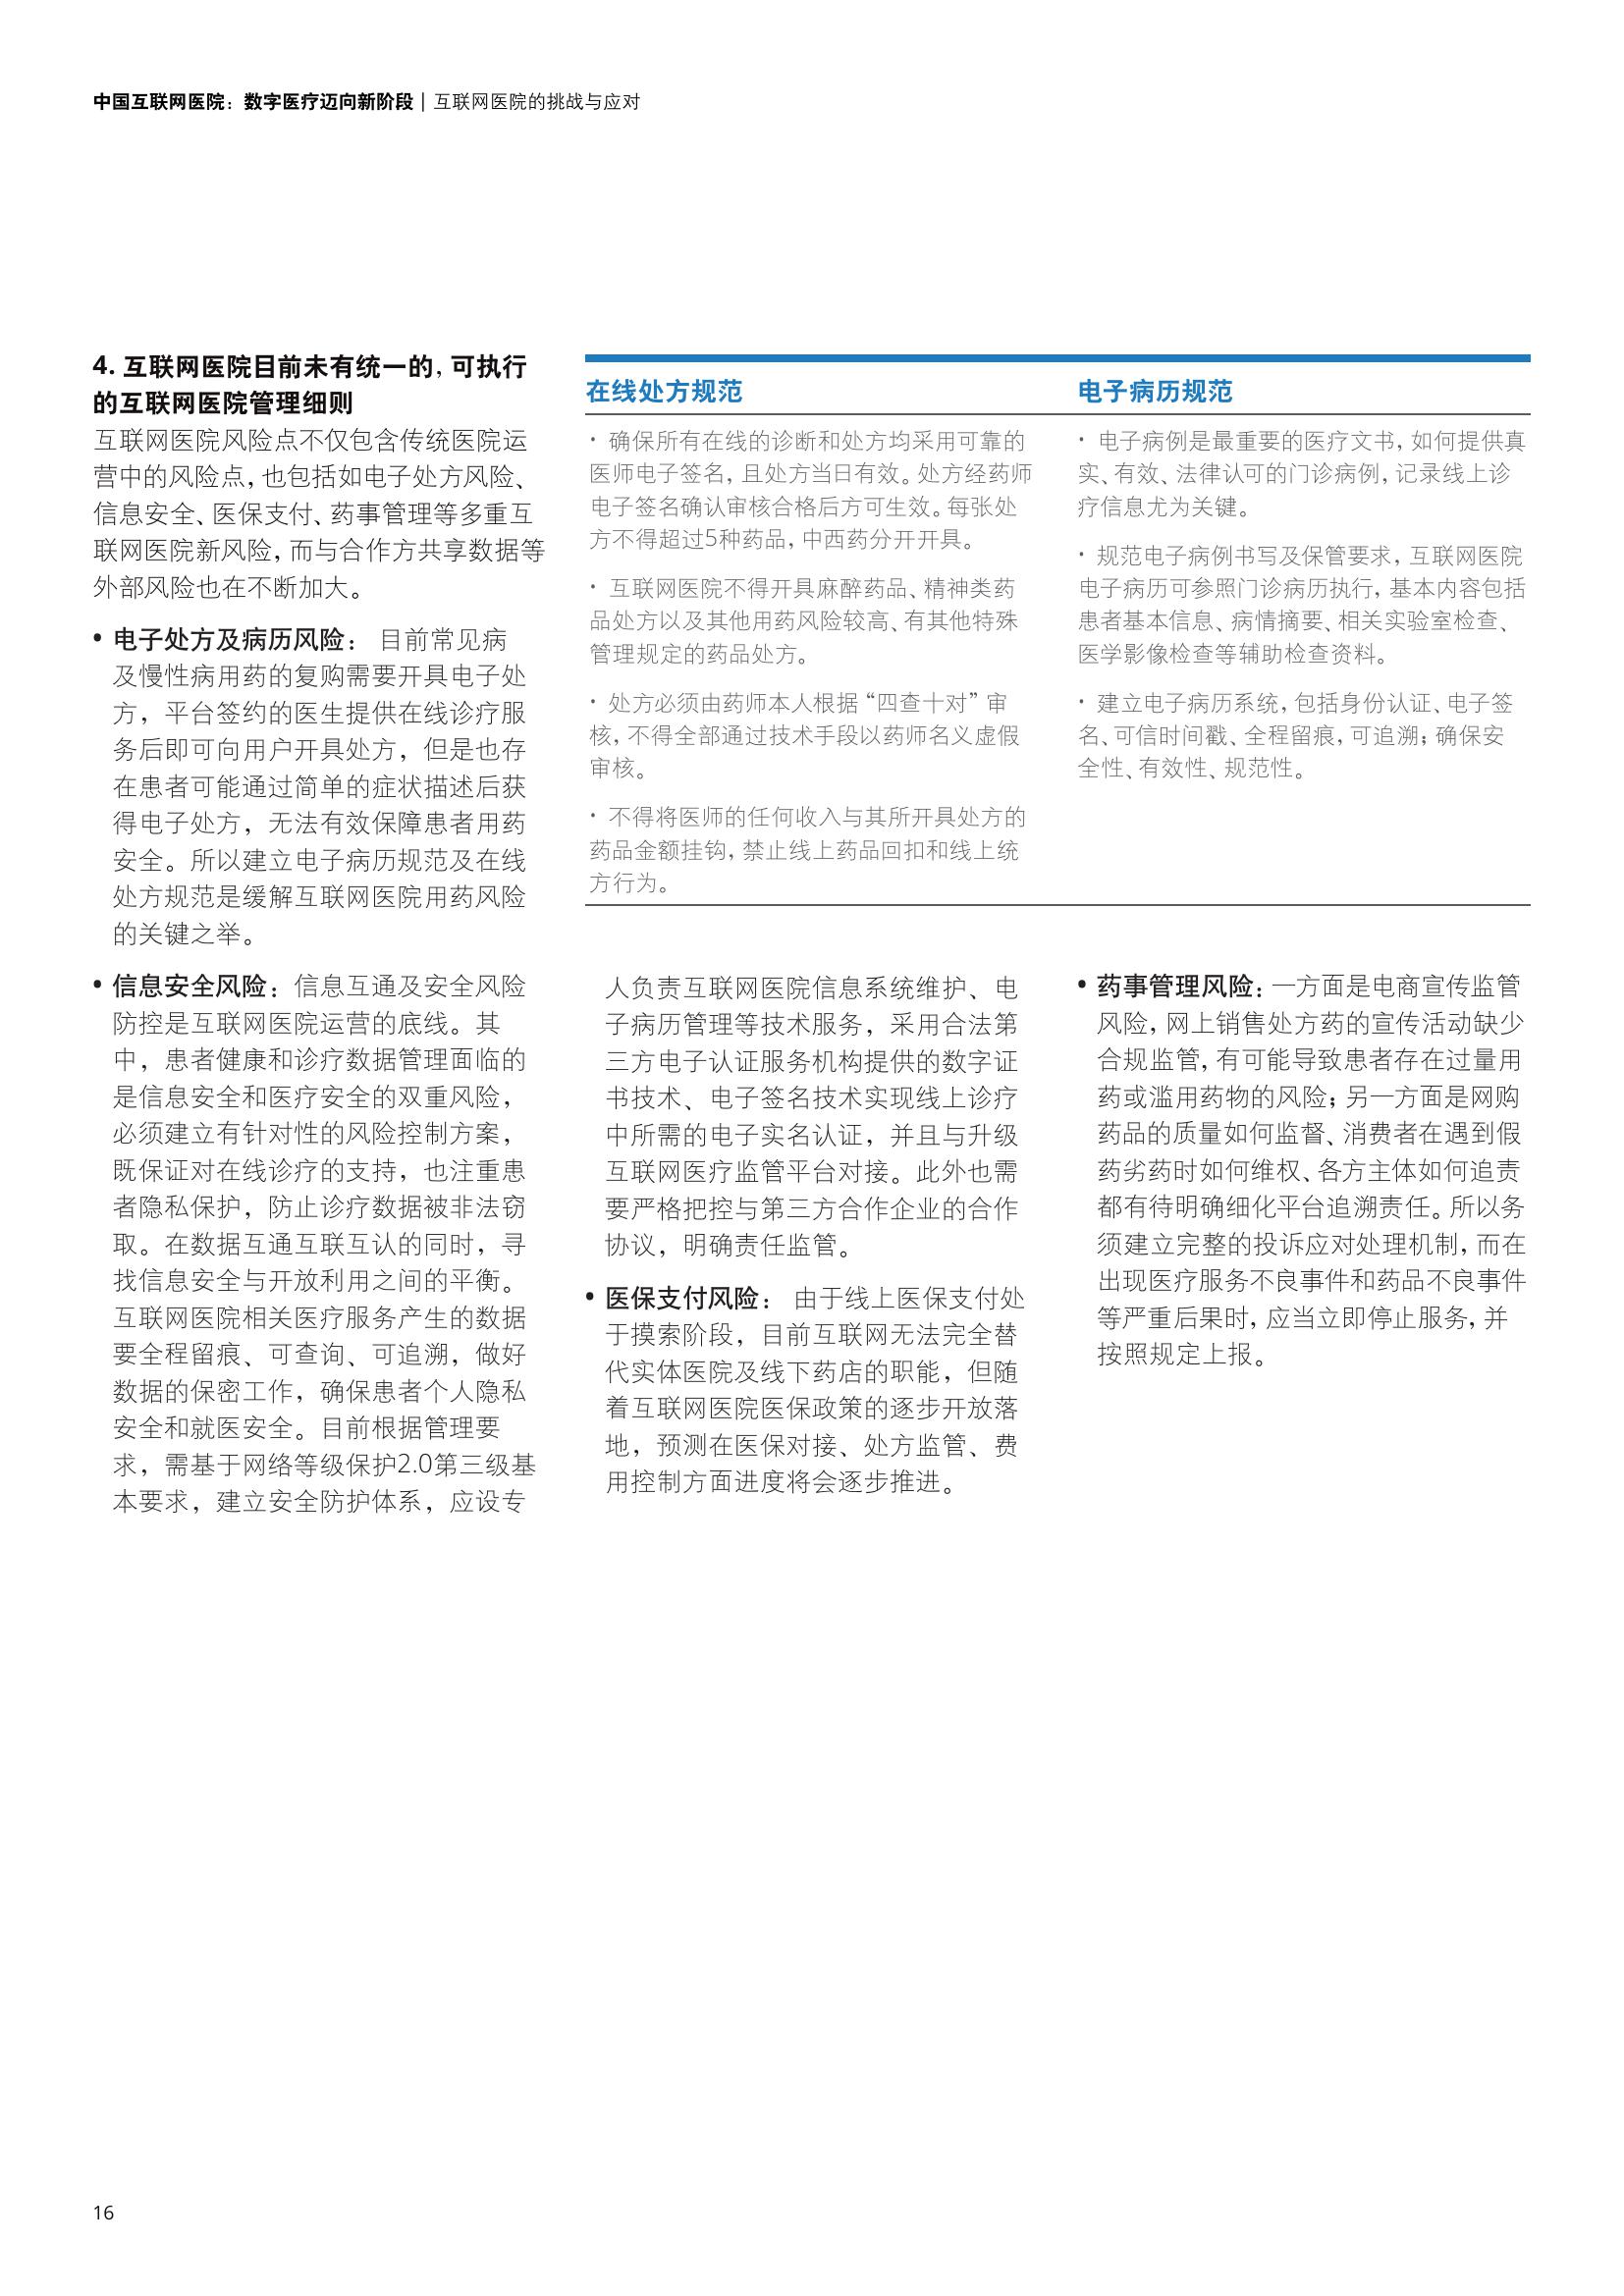 中国互联网医院：数字医疗迈向新阶段 | 互联网医院的挑战与应对
4. 互联网医院目前未有统一的，可执行
的互联网医院管理细则
互联网医院风险点不仅包含传统医院运
营中的风险点，也包括如电子处方风险、
信息安全、医保支付、药事管理等多重互
联网医院新风险，而与合作方共享数据等
外部风险也在不断加大。
• 电子处方及病历风险： 目前常见病
及慢性病用药的复购需要开具电子处
方，平台签约的医生提供在线诊疗服
务后即可向用户开具处方，但是也存
在患者可能通过简单的症状描述后获
得电子处方，无法有效保障患者用药
安全。所以建立电子病历规范及在线
处方规范是缓解互联网医院用药风险
的关键之举。
在线处方规范
· 确保所有在线的诊断和处方均采用可靠的
医师电子签名，且处方当日有效。处方经药师
电子签名确认审核合格后方可生效。每张处
方不得超过5种药品，中西药分开开具。
· 互联网医院不得开具麻醉药品、精神类药
品处方以及其他用药风险较高、有其他特殊
管理规定的药品处方。
· 处方必须由药师本人根据“四查十对”审
核，不得全部通过技术手段以药师名义虚假
审核。
· 不得将医师的任何收入与其所开具处方的
药品金额挂钩，禁止线上药品回扣和线上统
方行为。
电子病历规范
· 电子病例是最重要的医疗文书，如何提供真
实、有效、法律认可的门诊病例，记录线上诊
疗信息尤为关键。
· 规范电子病例书写及保管要求，互联网医院
电子病历可参照门诊病历执行，基本内容包括
患者基本信息、病情摘要、相关实验室检查、
医学影像检查等辅助检查资料。
· 建立电子病历系统，包括身份认证、电子签
名、可信时间戳、全程留痕，可追溯；确保安
全性、有效性、规范性。
• 信息安全风险：信息互通及安全风险
防控是互联网医院运营的底线。其
中，患者健康和诊疗数据管理面临的
是信息安全和医疗安全的双重风险，
必须建立有针对性的风险控制方案，
既保证对在线诊疗的支持，也注重患
者隐私保护，防止诊疗数据被非法窃
取。在数据互通互联互认的同时，寻
找信息安全与开放利用之间的平衡。
互联网医院相关医疗服务产生的数据
要全程留痕、可查询、可追溯，做好
数据的保密工作，确保患者个人隐私
安全和就医安全。目前根据管理要
求，需基于网络等级保护2.0第三级基
本要求，建立安全防护体系，应设专
人负责互联网医院信息系统维护、电
子病历管理等技术服务，采用合法第
三方电子认证服务机构提供的数字证
书技术、电子签名技术实现线上诊疗
中所需的电子实名认证，并且与升级
互联网医疗监管平台对接。此外也需
要严格把控与第三方合作企业的合作
协议，明确责任监管。
• 医保支付风险： 由于线上医保支付处
于摸索阶段，目前互联网无法完全替
代实体医院及线下药店的职能，但随
着互联网医院医保政策的逐步开放落
地，预测在医保对接、处方监管、费
用控制方面进度将会逐步推进。
• 药事管理风险：一方面是电商宣传监管
风险，网上销售处方药的宣传活动缺少
合规监管，有可能导致患者存在过量用
药或滥用药物的风险；另一方面是网购
药品的质量如何监督、消费者在遇到假
药劣药时如何维权、各方主体如何追责
都有待明确细化平台追溯责任。所以务
须建立完整的投诉应对处理机制，而在
出现医疗服务不良事件和药品不良事件
等严重后果时，应当立即停止服务，并
按照规定上报。
16